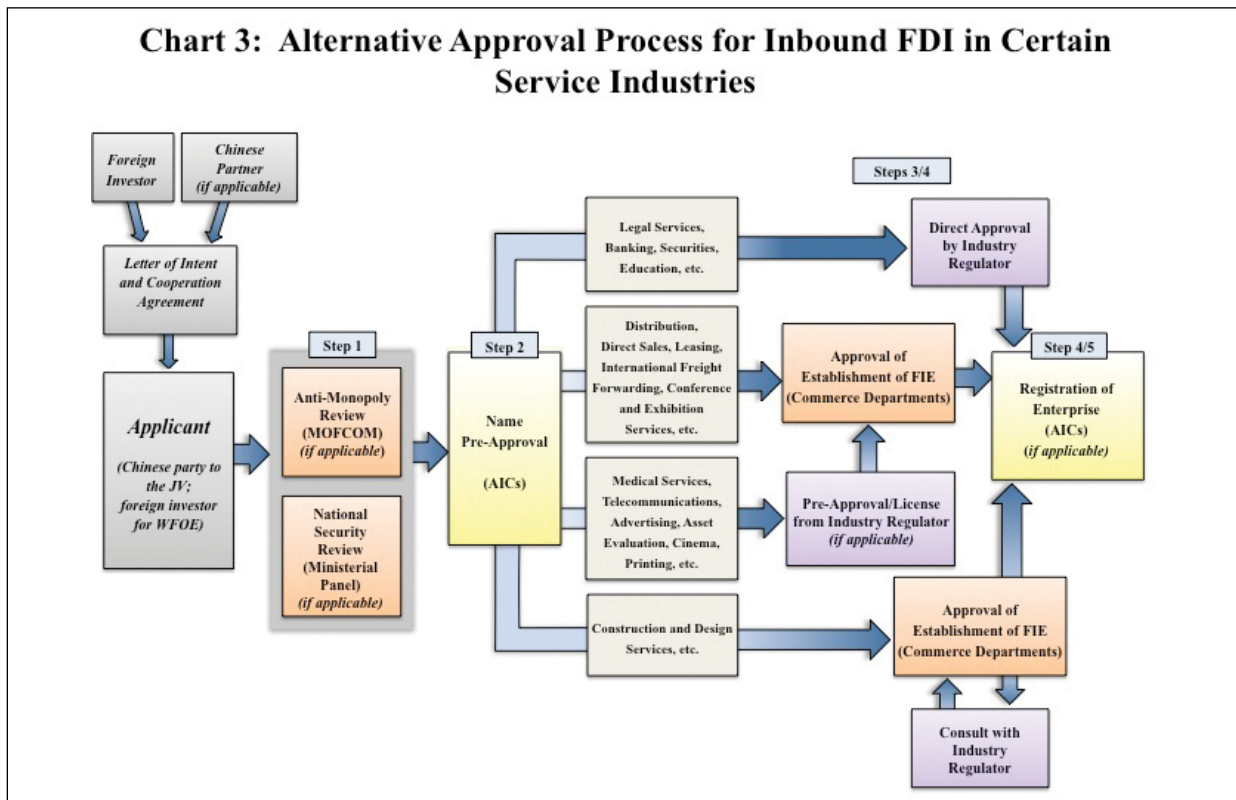 Chart 3:  Alternative Approval Process for Inbound FDI in Certain
Service Industries
Foreign
Investor
Chinese
Partner
(if applicable)
Letter of Intent
and Cooperation
Agreement
Applicant
(Chinese party to
the JV;
foreign investor
for WFOE)
Step 1
Anti-Monopoly
Review
(MOFCOM)
(if applicable)
National
Security
Review
(Ministerial
Panel)
(if applicable)
Step 2
Name
Pre-Approval
(AICs)
Legal Services,
Banking, Securities,
Education, etc.
Distribution,
Direct Sales, Leasing,
International Freight
Forwarding, Conference
and Exhibition
Services, etc.
Medical Services,
Telecommunications,
Advertising, Asset
Evaluation, Cinema,
Printing, etc.
Construction and Design
Services, etc.
Steps 3/4
Direct Approval
by Industry
Regulator
Approval of
Establishment of FIE
(Commerce Departments)
Pre-Approval/License
from Industry Regulator
(if applicable)
Approval of
Establishment of FIE
(Commerce Departments)
Consult with
Industry
Regulator
Step 4/5
Registration of
Enterprise
(AICs)
(if applicable)